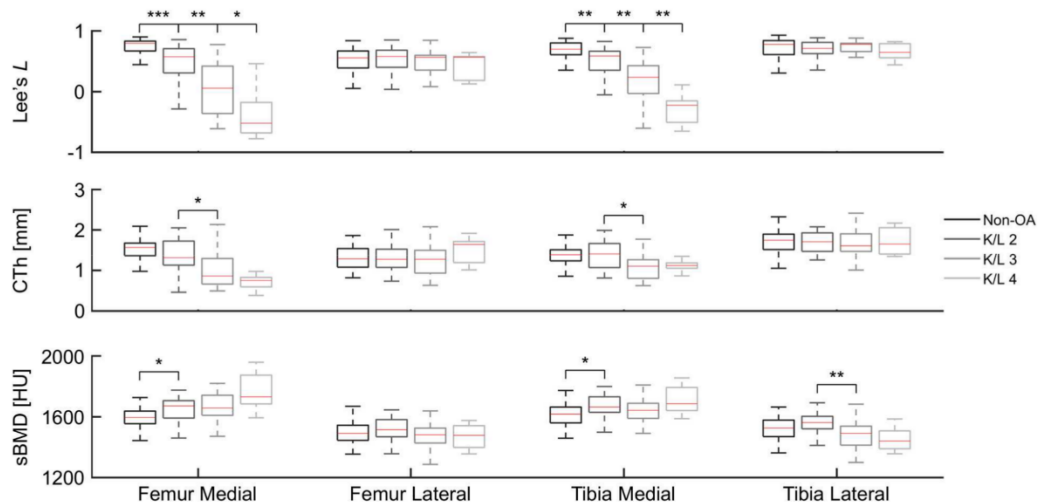 *** ** * ** ** **
1
0
-1
Lee's L
* *
3
2
1
0
CTh [mm]
Non-OA
K/L 2
K/L 3
K/L 4
* * **
2000
1600
1200
sBMD [HU]
Femur Medial Femur Lateral Tibia Medial Tibia Lateral